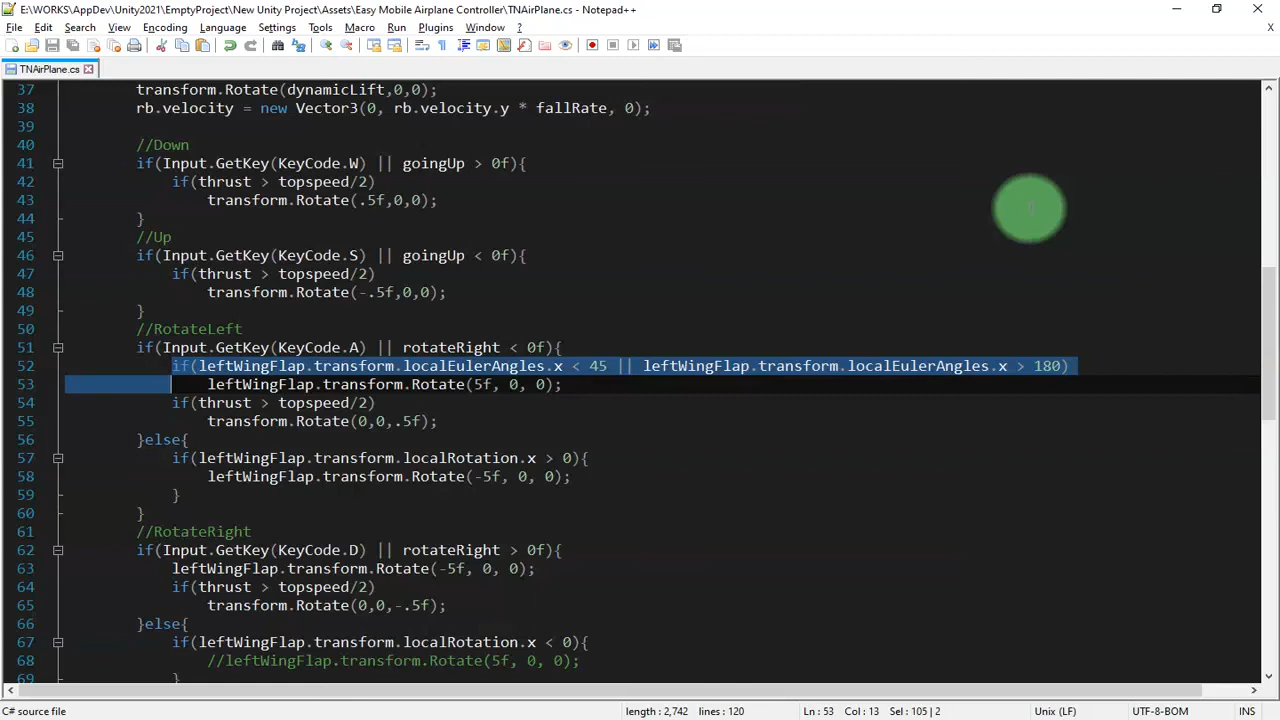 E:\WORKS\AppDev\Unity2021\EmptyProject\New Unity Project\Assets\Easy Mobile Airplane Controller\TNAirPlane.cs - Notepad++
File Edit Search View Encoding Language Settings Tools Macro Run Plugins Window ? X
TNAirPlane.cs
37 transform.Rotate(dynamicLift,0,0);
38 rb.velocity = new Vector3(0, rb.velocity.y * fallRate, 0);
39
40 //Down
41 if(Input.GetKey(KeyCode.W) || goingUp > 0f){
42 if(thrust > topspeed/2)
43 transform.Rotate(.5f,0,0);
44 }
45 //Up
46 if(Input.GetKey(KeyCode.S) || goingUp < 0f){
47 if(thrust > topspeed/2)
48 transform.Rotate(-.5f,0,0);
49 }
50 //RotateLeft
51 if(Input.GetKey(KeyCode.A) || rotateRight < 0f){
52 if(leftWingFlap.transform.localEulerAngles.x < 45 || leftWingFlap.transform.localEulerAngles.x > 180)
53 leftWingFlap.transform.Rotate(5f, 0, 0);
54 if(thrust > topspeed/2)
55 transform.Rotate(0,0,.5f);
56 }else{
57 if(leftWingFlap.transform.localRotation.x > 0){
58 leftWingFlap.transform.Rotate(-5f, 0, 0);
59 }
60 }
61 //RotateRight
62 if(Input.GetKey(KeyCode.D) || rotateRight > 0f){
63 leftWingFlap.transform.Rotate(-5f, 0, 0);
64 if(thrust > topspeed/2)
65 transform.Rotate(0,0,-.5f);
66 }else{
67 if(leftWingFlap.transform.localRotation.x < 0){
68 //leftWingFlap.transform.Rotate(5f, 0, 0);
69 }
C# source file length : 2,742 lines : 120 Ln : 53 Col : 13 Sel : 105 | 2 Unix (LF) UTF-8-BOM INS